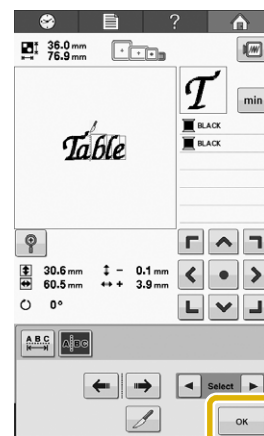 ?
36.0 mm
76.9 mm
T
min
BLACK
BLACK
Table
30.6 mm
- 0.1 mm
60.5 mm
+ 3.9 mm
0°
ABC
ABC
Select
OK